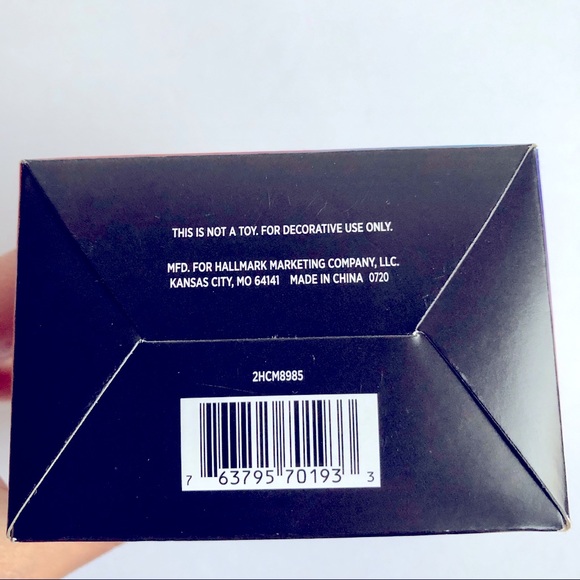 THIS IS NOT A TOY. FOR DECORATIVE USE ONLY.
MFD. FOR HALLMARK MARKETING COMPANY, LLC.
KANSAS CITY, MO 64141 MADE IN CHINA 0720
2HCM8985
7 63795 70193 3